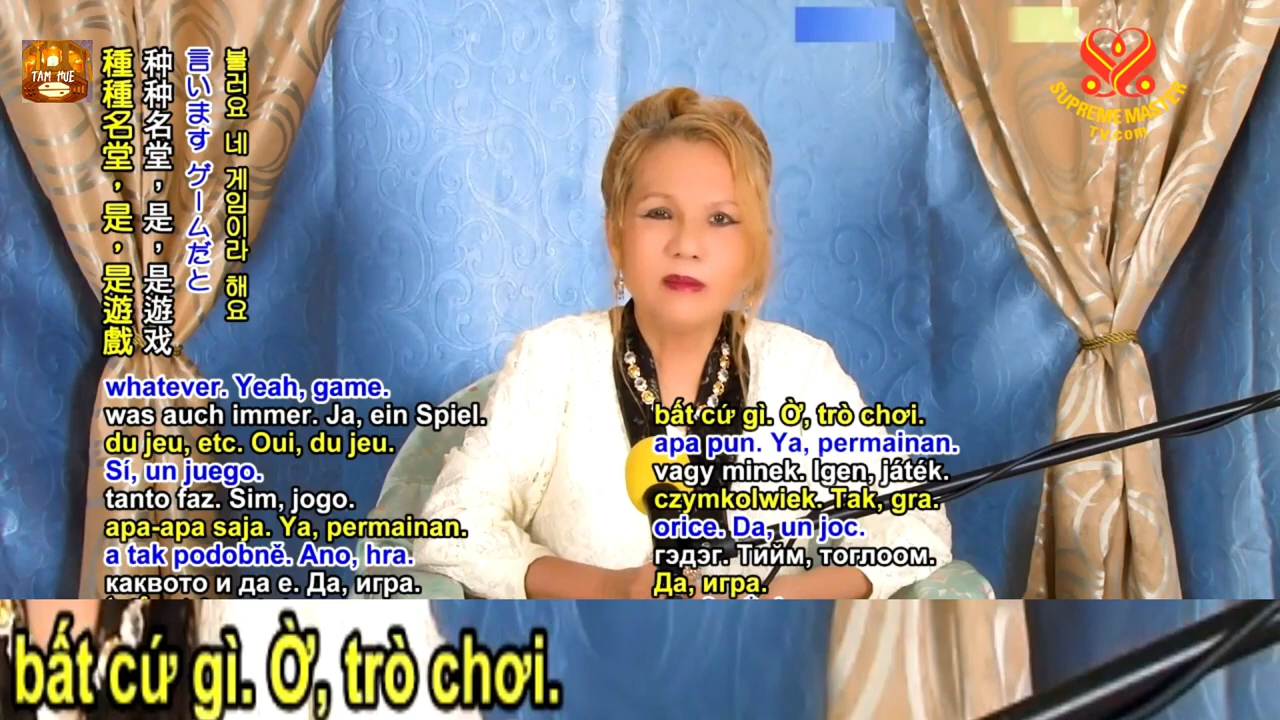 TÂM HUE
種種名堂，是，是遊戲
种种名堂，是，是遊戏
言います ゲームだと
불러요 네 게임이라 해요
SUPREME MASTER
TV.com
whatever. Yeah, game.
was auch immer. Ja, ein Spiel.
du jeu, etc. Oui, du jeu.
Sí, un juego.
tanto faz. Sim, jogo.
apa-apa saja. Ya, permainan.
a tak podobně. Ano, hra.
каквото и да е. Да, игра.
bất cứ gì. Ờ, trò chơi.
apa pun. Ya, permainan.
vagy minek. Igen, játék.
czymkolwiek. Tak, gra.
orice. Da, un joc.
гэдэг. Тийм, тоглоом.
Да, игра.
bất cứ gì. Ờ, trò chơi.